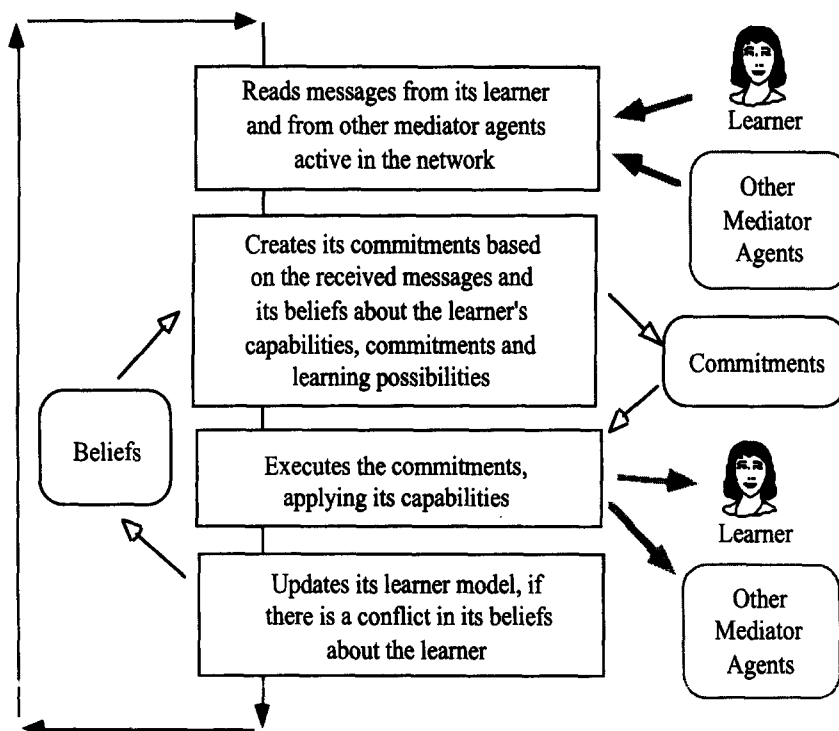 Reads messages from its learner
and from other mediator agents
active in the network
Learner
Other
Mediator
Agents
Creates its commitments based
on the received messages and
its beliefs about the learner's
capabilities, commitments and
learning possibilities
Commitments
Beliefs
Executes the commitments,
applying its capabilities
Learner
Updates its learner model, if
there is a conflict in its beliefs
about the learner
Other
Mediator
Agents